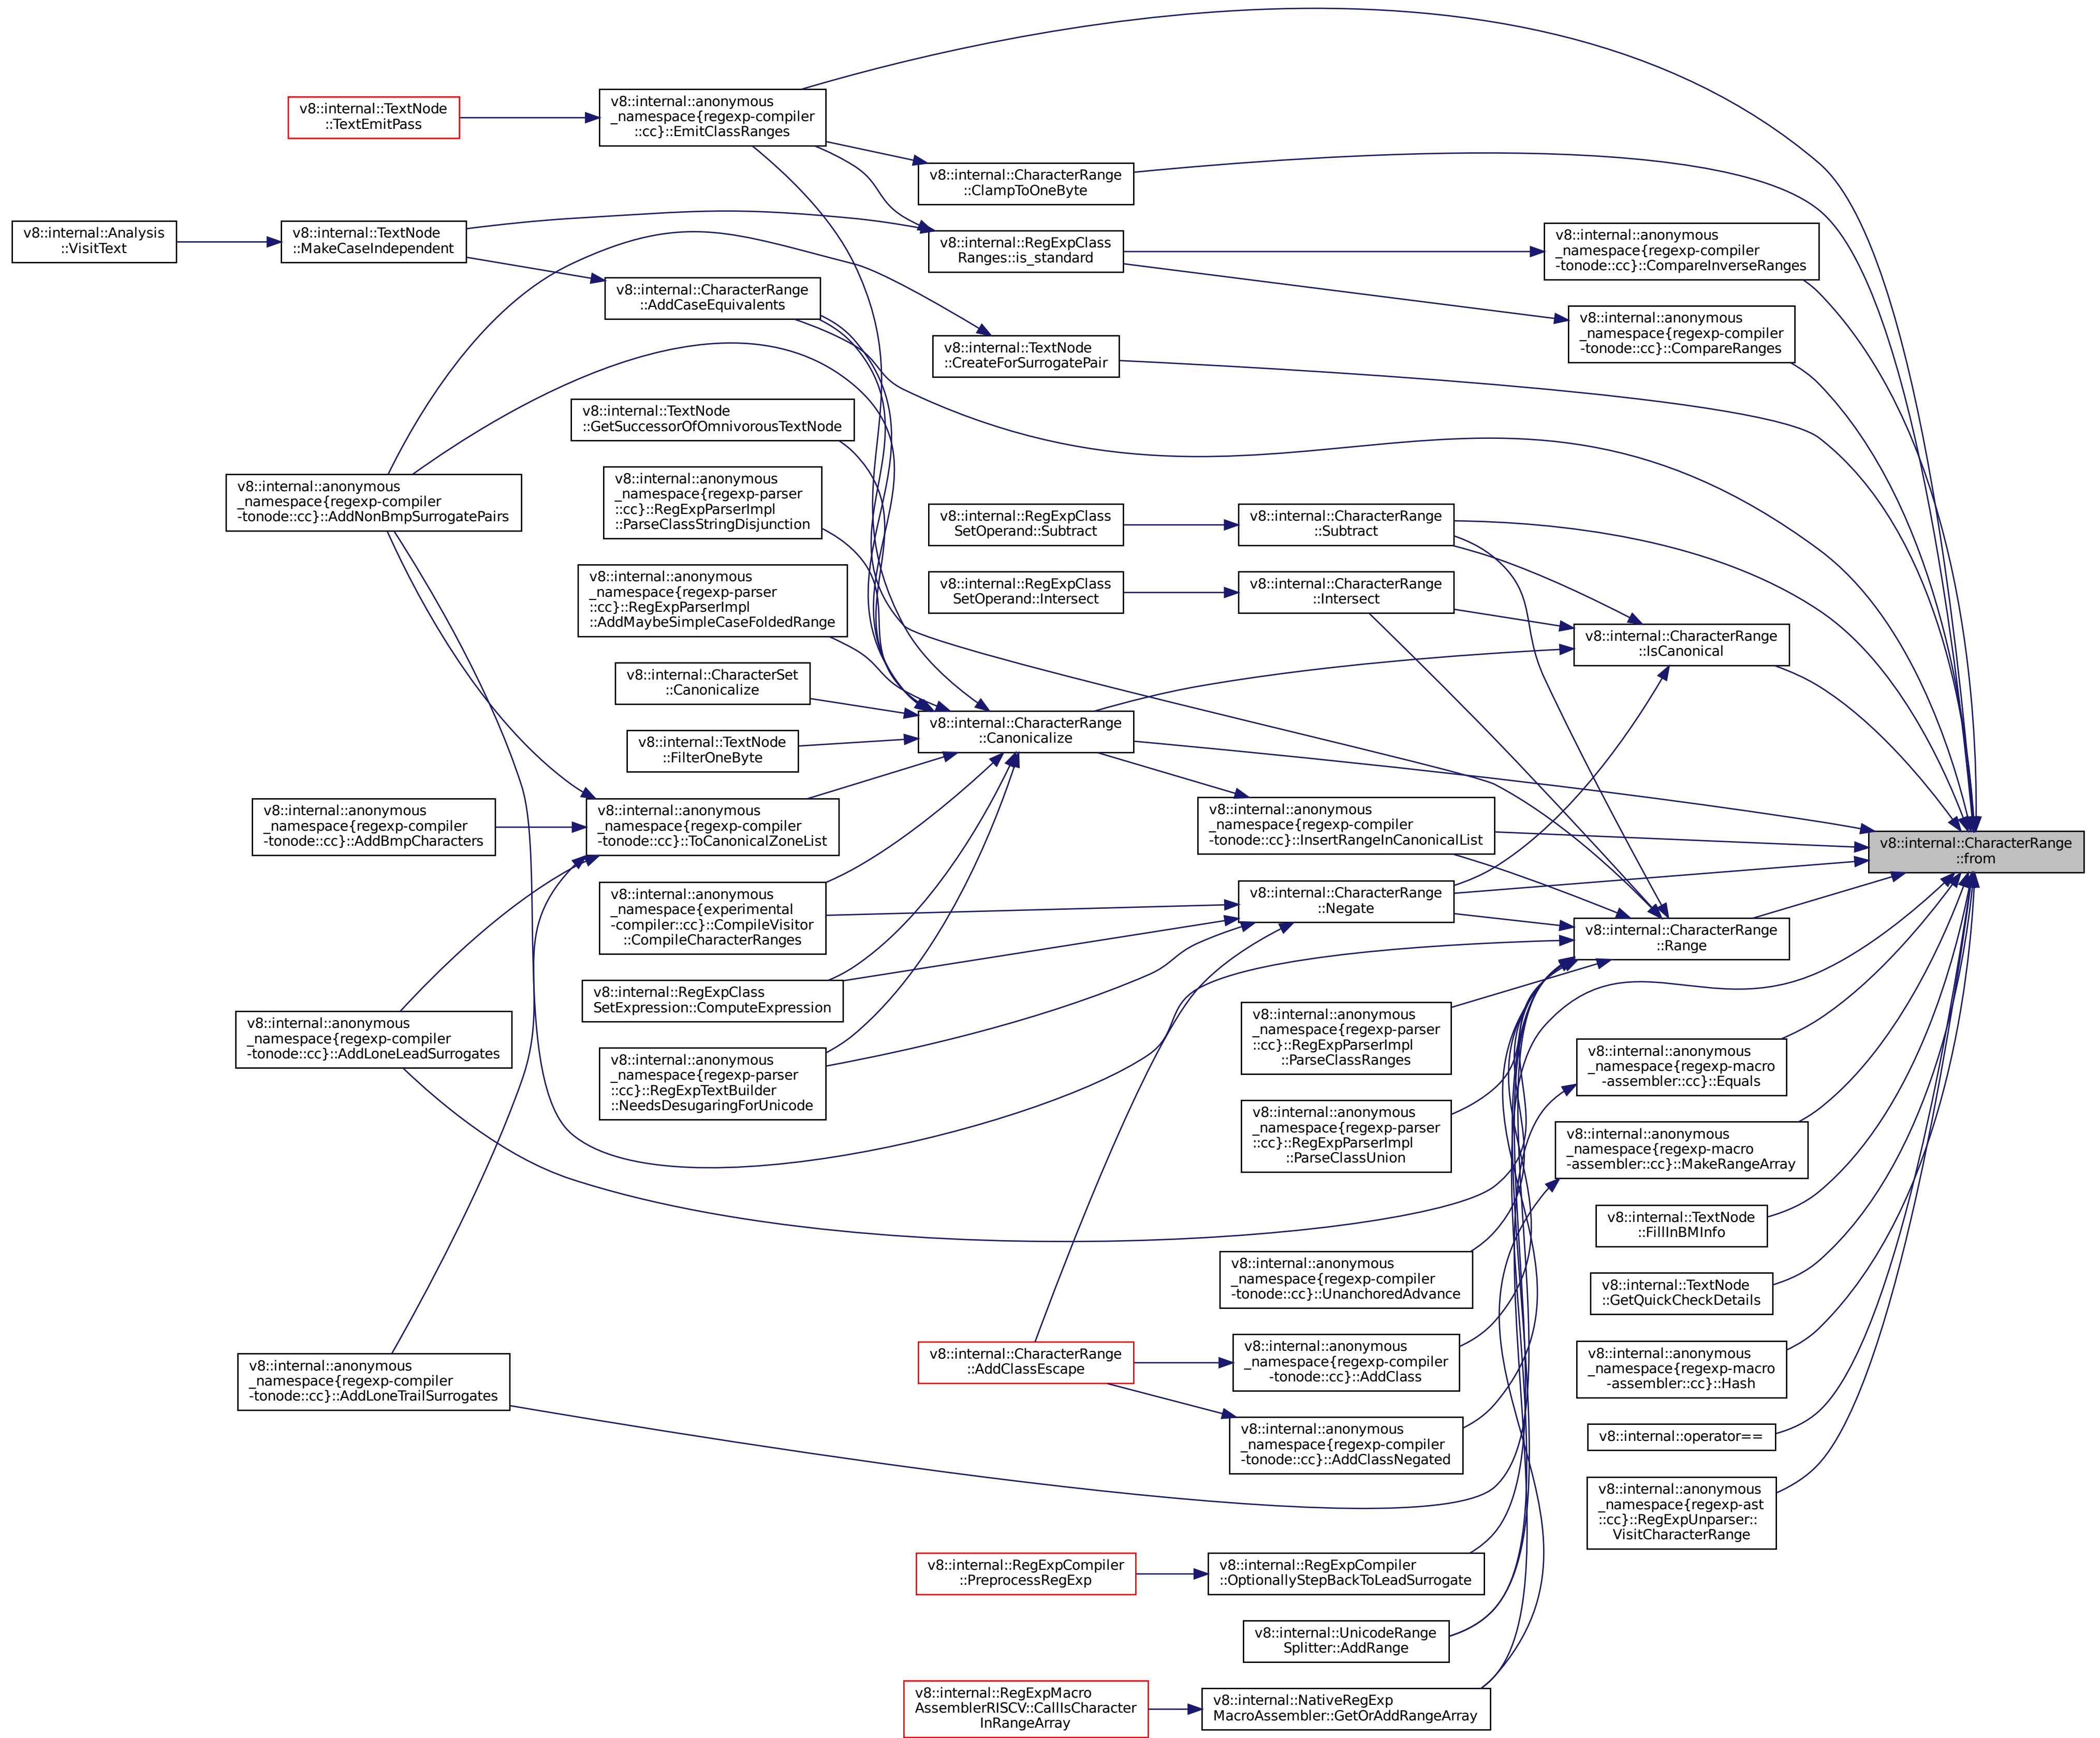 v8::internal::TextNode
::TextEmitPass
v8::internal::anonymous
_namespace{regexp-compiler
::cc}::EmitClassRanges
v8::internal::CharacterRange
::ClampToOneByte
v8::internal::Analysis
::VisitText
v8::internal::TextNode
::MakeCaseIndependent
v8::internal::RegExpClass
Ranges::is_standard
v8::internal::anonymous
_namespace{regexp-compiler
-tonode::cc}::CompareInverseRanges
v8::internal::CharacterRange
::AddCaseEquivalents
v8::internal::anonymous
_namespace{regexp-compiler
-tonode::cc}::CompareRanges
v8::internal::TextNode
::CreateForSurrogatePair
v8::internal::TextNode
::GetSuccessorOfOmnivorousTextNode
v8::internal::anonymous
_namespace{regexp-compiler
-tonode::cc}::AddNonBmpSurrogatePairs
v8::internal::anonymous
_namespace{regexp-parser
::cc}::RegExpParserImpl
::ParseClassStringDisjunction
v8::internal::RegExpClass
SetOperand::Subtract
v8::internal::CharacterRange
::Subtract
v8::internal::anonymous
_namespace{regexp-parser
::cc}::RegExpParserImpl
::AddMaybeSimpleCaseFoldedRange
v8::internal::RegExpClass
SetOperand::Intersect
v8::internal::CharacterRange
::Intersect
v8::internal::CharacterRange
::IsCanonical
v8::internal::CharacterSet
::Canonicalize
v8::internal::CharacterRange
::Canonicalize
v8::internal::TextNode
::FilterOneByte
v8::internal::anonymous
_namespace{regexp-compiler
-tonode::cc}::AddBmpCharacters
v8::internal::anonymous
_namespace{regexp-compiler
-tonode::cc}::ToCanonicalZoneList
v8::internal::anonymous
_namespace{regexp-compiler
-tonode::cc}::InsertRangeInCanonicalList
v8::internal::CharacterRange
::from
v8::internal::anonymous
_namespace{experimental
-compiler::cc}::CompileVisitor
::CompileCharacterRanges
v8::internal::CharacterRange
::Negate
v8::internal::CharacterRange
::Range
v8::internal::RegExpClass
SetExpression::ComputeExpression
v8::internal::anonymous
_namespace{regexp-parser
::cc}::RegExpParserImpl
::ParseClassRanges
v8::internal::anonymous
_namespace{regexp-compiler
-tonode::cc}::AddLoneLeadSurrogates
v8::internal::anonymous
_namespace{regexp-parser
::cc}::RegExpTextBuilder
::NeedsDesugaringForUnicode
v8::internal::anonymous
_namespace{regexp-macro
-assembler::cc}::Equals
v8::internal::anonymous
_namespace{regexp-parser
::cc}::RegExpParserImpl
::ParseClassUnion
v8::internal::anonymous
_namespace{regexp-macro
-assembler::cc}::MakeRangeArray
v8::internal::TextNode
::FillInBMInfo
v8::internal::anonymous
_namespace{regexp-compiler
-tonode::cc}::UnanchoredAdvance
v8::internal::TextNode
::GetQuickCheckDetails
v8::internal::CharacterRange
::AddClassEscape
v8::internal::anonymous
_namespace{regexp-compiler
-tonode::cc}::AddClass
v8::internal::anonymous
_namespace{regexp-macro
-assembler::cc}::Hash
v8::internal::anonymous
_namespace{regexp-compiler
-tonode::cc}::AddLoneTrailSurrogates
v8::internal::anonymous
_namespace{regexp-compiler
-tonode::cc}::AddClassNegated
v8::internal::operator==
v8::internal::anonymous
_namespace{regexp-ast
::cc}::RegExpUnparser::
VisitCharacterRange
v8::internal::RegExpCompiler
::PreprocessRegExp
v8::internal::RegExpCompiler
::OptionallyStepBackToLeadSurrogate
v8::internal::UnicodeRange
Splitter::AddRange
v8::internal::RegExpMacro
AssemblerRISCV::CallIsCharacter
InRangeArray
v8::internal::NativeRegExp
MacroAssembler::GetOrAddRangeArray